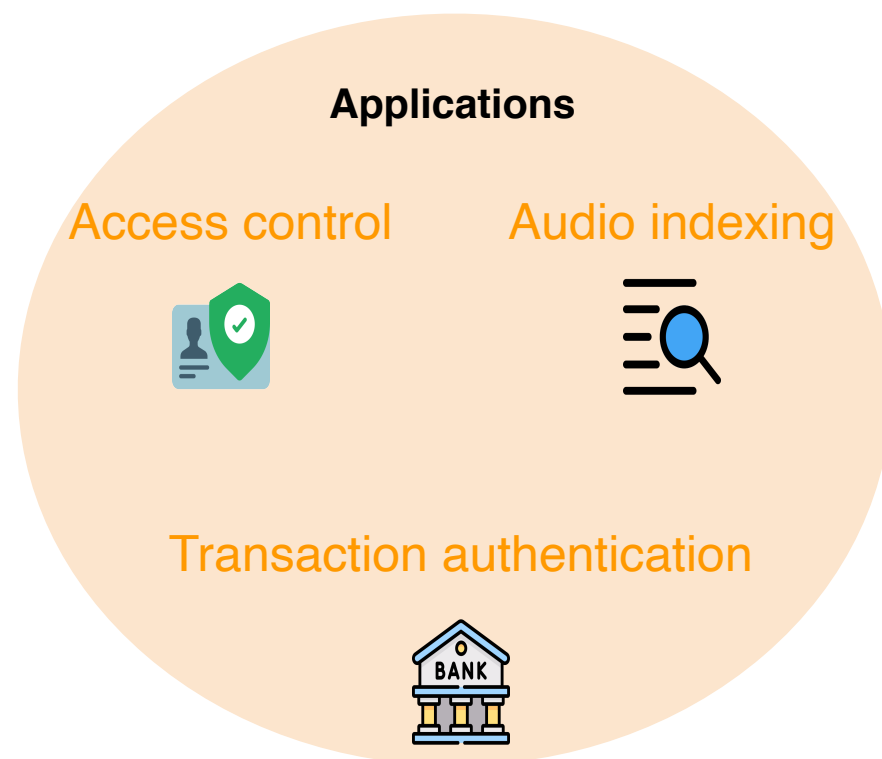 Applications
Access control
Audio indexing
Transaction authentication
BANK